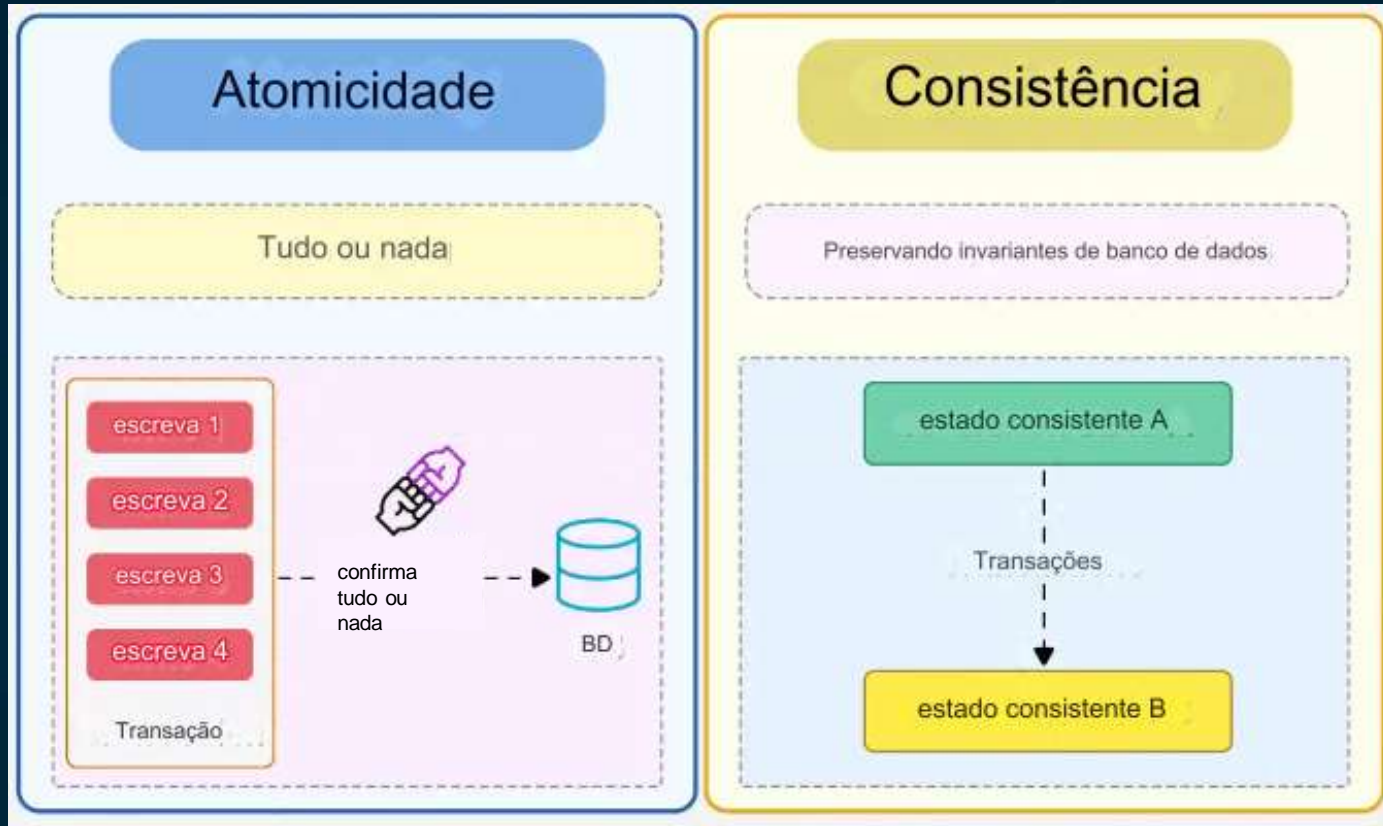 Atomicidade
Tudo ou nada
escreva 1
escreva 2
escreva 3
escreva 4
Transação
confirma
tudo ou
nada
BD
Consistência
Preservando invariantes de banco de dados
estado consistente A
Transações
estado consistente B